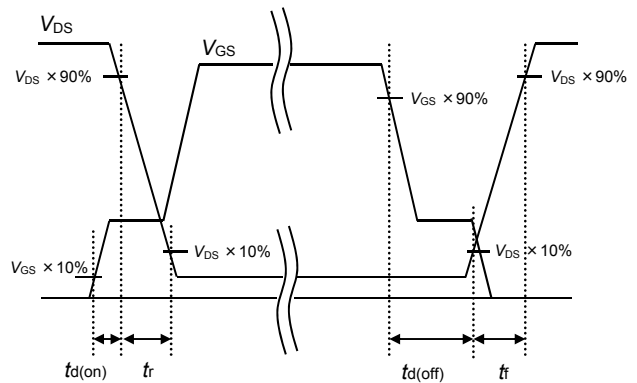 VDS
VGS
VDS × 90%
VDS × 90%
VGS × 90%
VDS × 10%
VDS × 10%
VGS × 10%
td(on)
tr
td(off)
tf